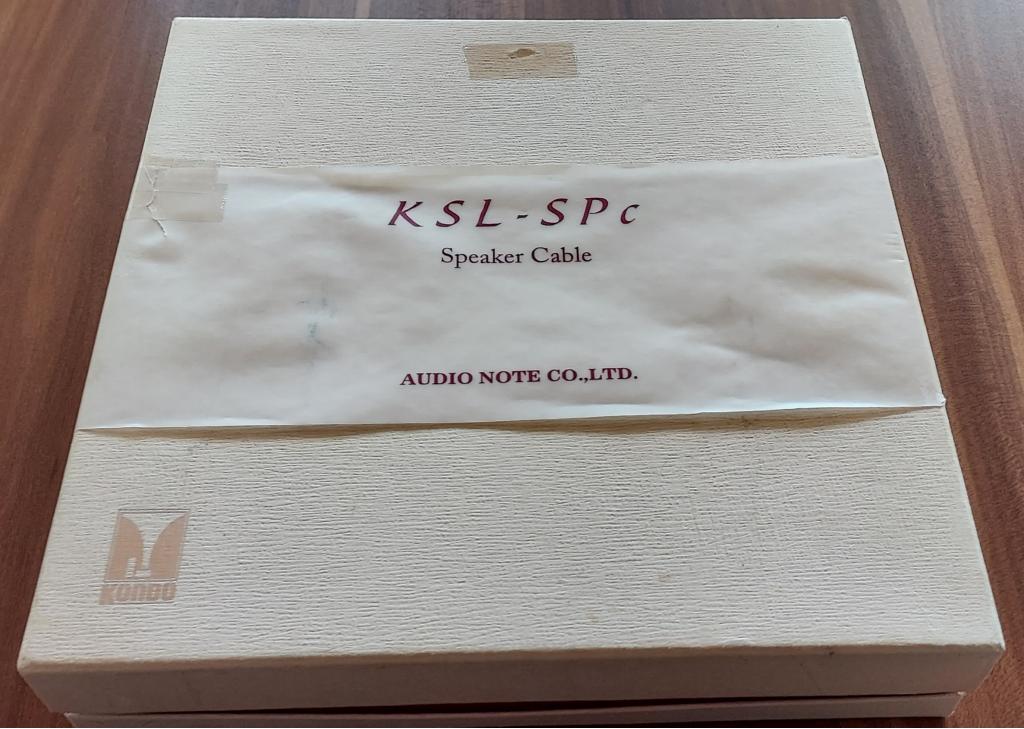 KSL-SPc
Speaker Cable
AUDIO NOTE CO.,LTD.
KONDO